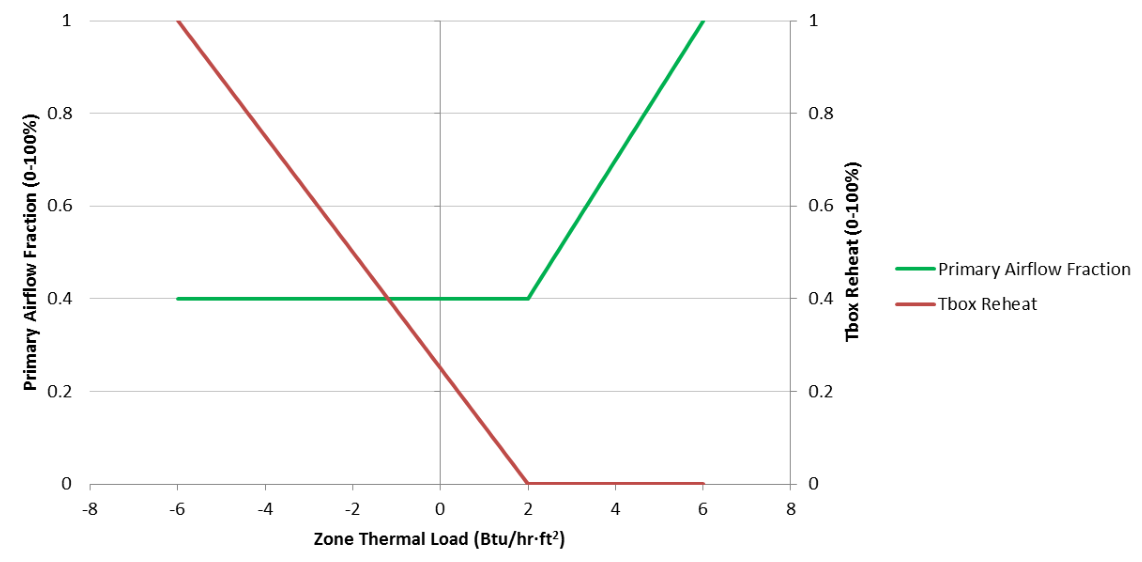 1
0.8
0.6
0.4
0.2
0
Primary Airflow Fraction (0-100%)
-8 -6 -4 -2 0 2 4 6 8
Zone Thermal Load (Btu/hr·ft²)
1
0.8
0.6
0.4
0.2
0
Tbox Reheat (0-100%)
Primary Airflow Fraction
Tbox Reheat